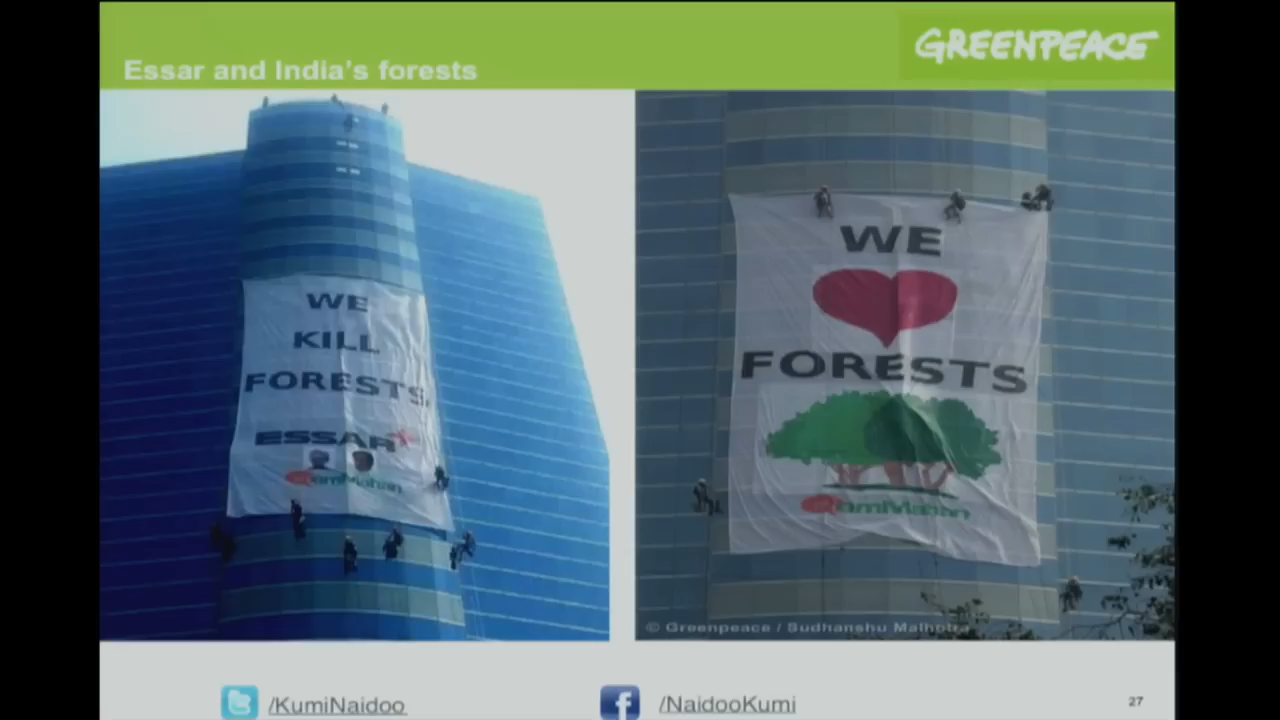 GREENPEACE
Essar and India's forests
WE
KILL
FORESTS
ESSAR
WE
FORESTS
© Greenpeace / Sudhanshu Malhotra
/KumiNaidoo
/NaidooKumi
27